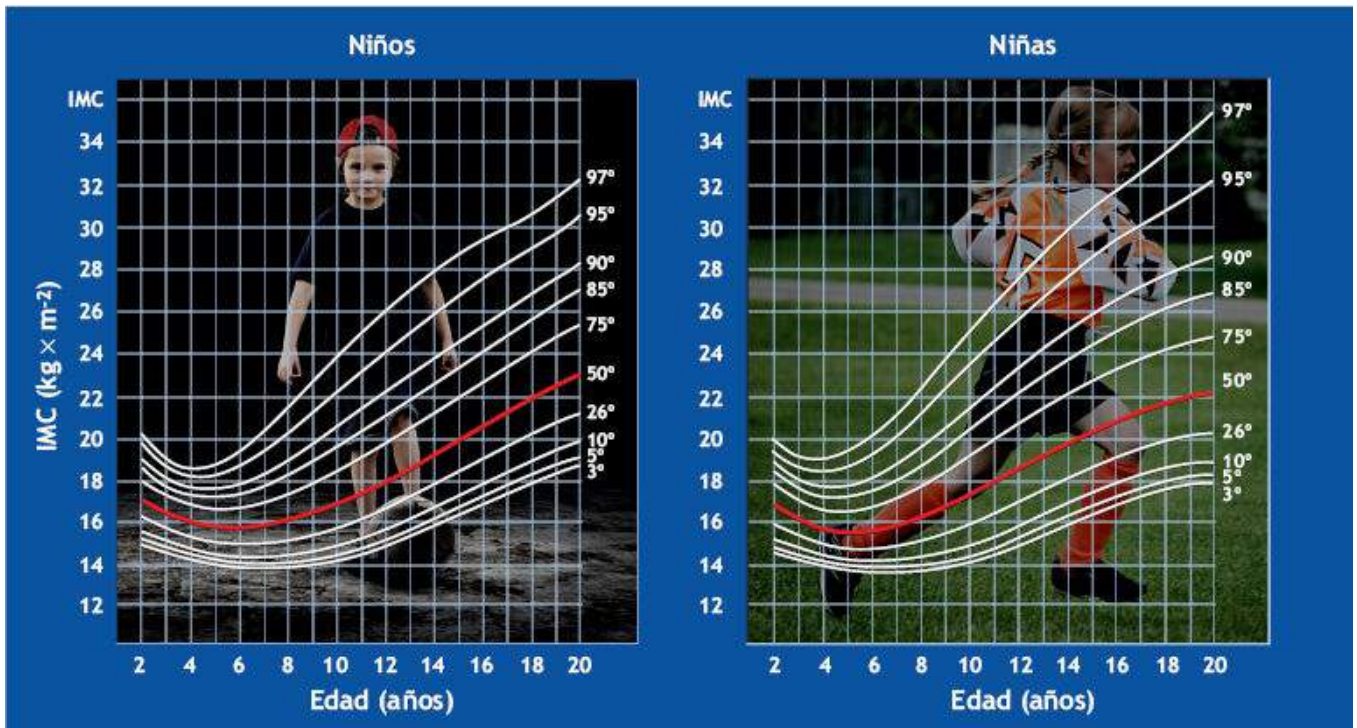 Niños
IMC
34
32
30
28
26
24
22
20
18
16
14
12
IMC (kg × m-²)
97º
95º
90º
85º
75º
50º
26º
10º
5º
3º
2 4 6 8 10 12 14 16 18 20
Edad (años)
Niñas
IMC
34
32
30
28
26
24
22
20
18
16
14
12
97º
95º
90º
85º
75º
50º
26º
10º
5º
3º
2 4 6 8 10 12 14 16 18 20
Edad (años)